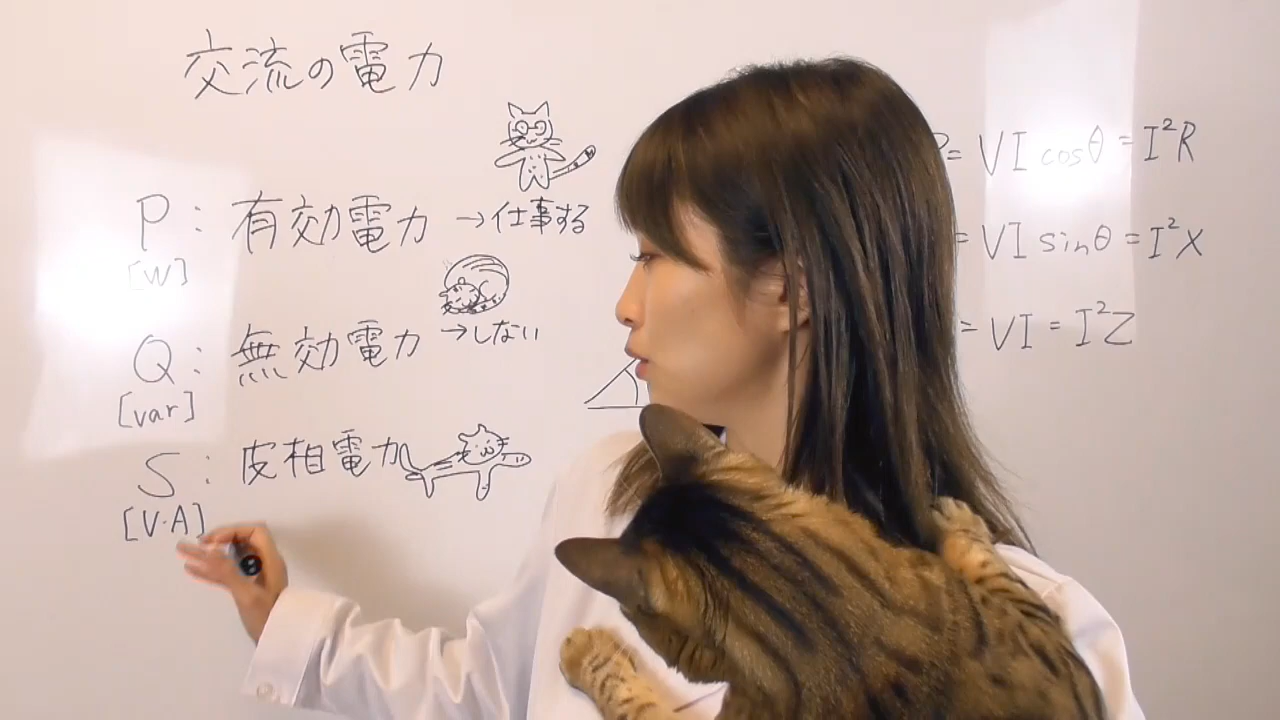 交流の電力
P : 有効電力 →仕事する
[W]
Q : 無効電力 →しない
[var]
S : 皮相電力
[V·A]
= VI cosθ = I²R
= VI sinθ = I²X
= VI = I²Z